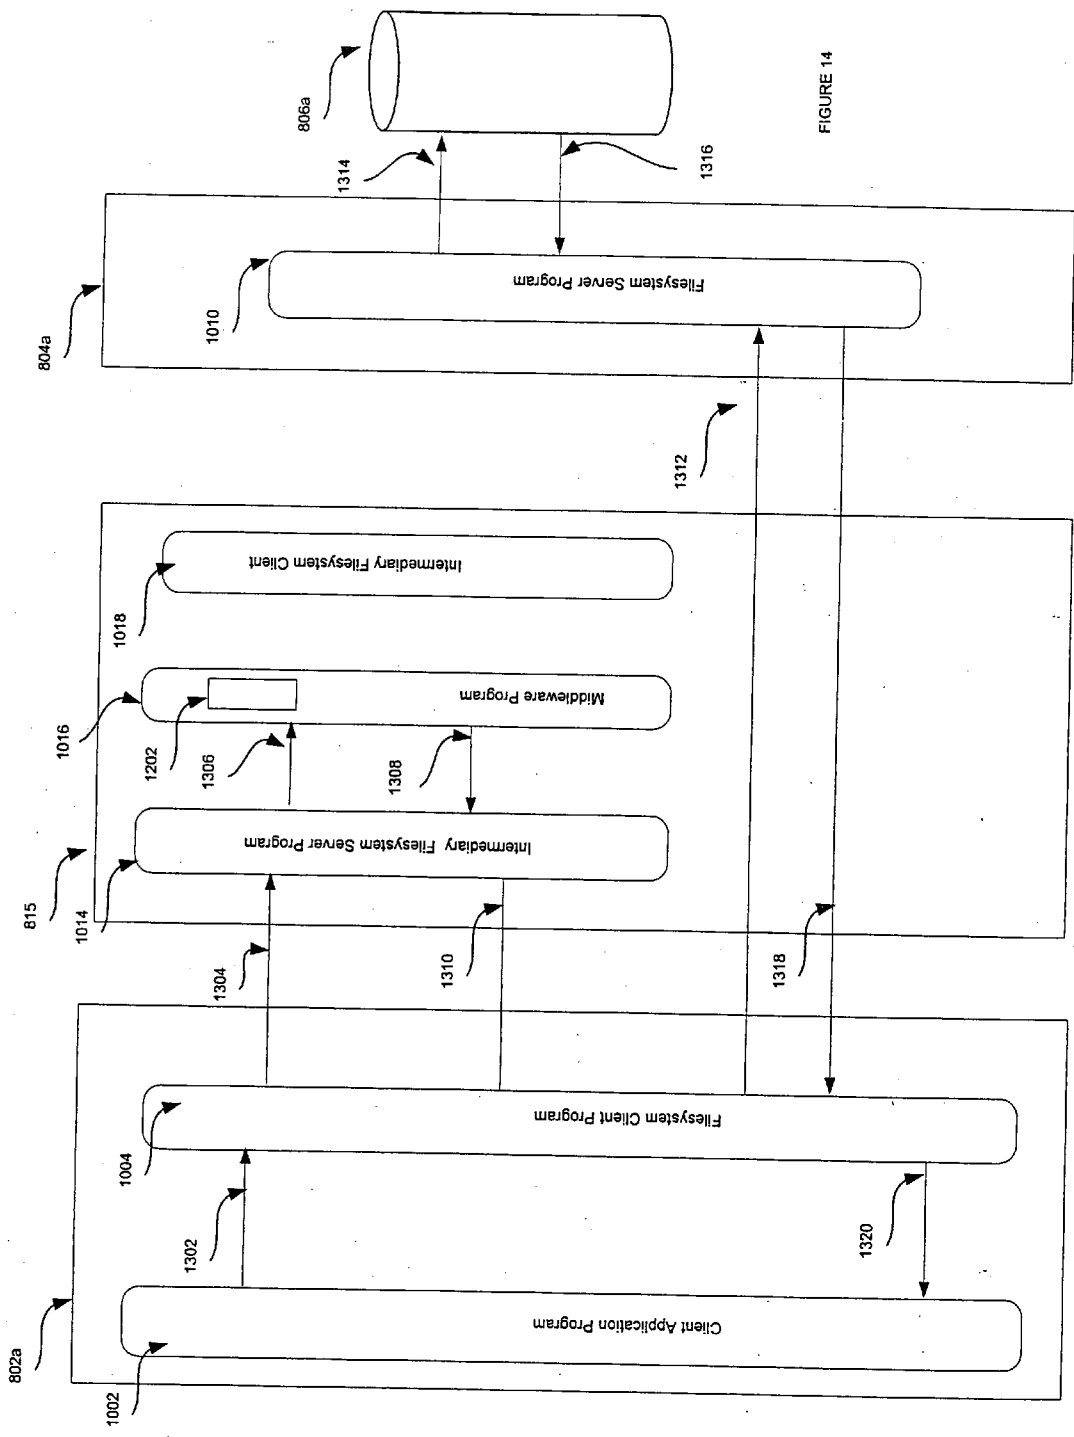 802a
1002
Client Application Program
1302
1320
1004
Filesystem Client Program
1304
1310
1318
815
1014
Intermediary Filesystem Server Program
1306
1308
1016
1202
Middleware Program
1018
Intermediary Filesystem Client
1312
804a
1010
Filesystem Server Program
1314
1316
806a
FIGURE 14